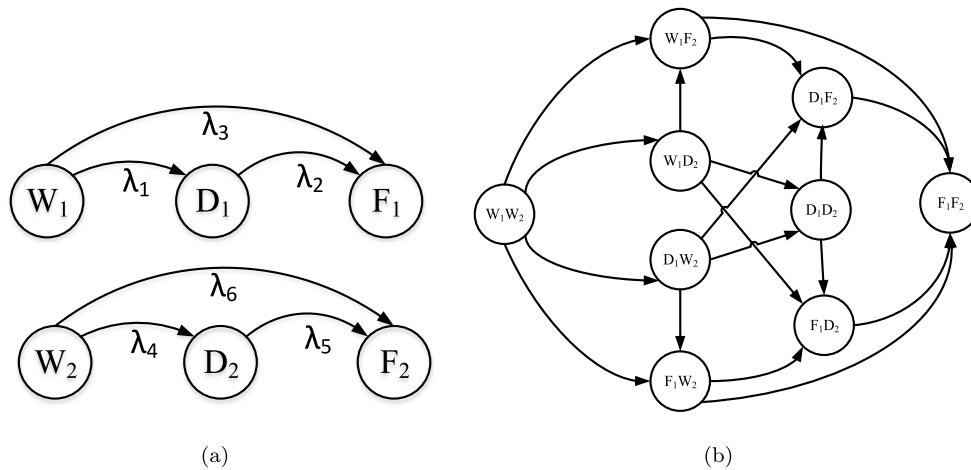 λ₃
λ₁
λ₂
W₁
D₁
F₁
λ₆
λ₄
λ₅
W₂
D₂
F₂
(a)
W₁F₂
D₁F₂
W₁D₂
W₁W₂
D₁D₂
F₁F₂
D₁W₂
F₁D₂
F₁W₂
(b)